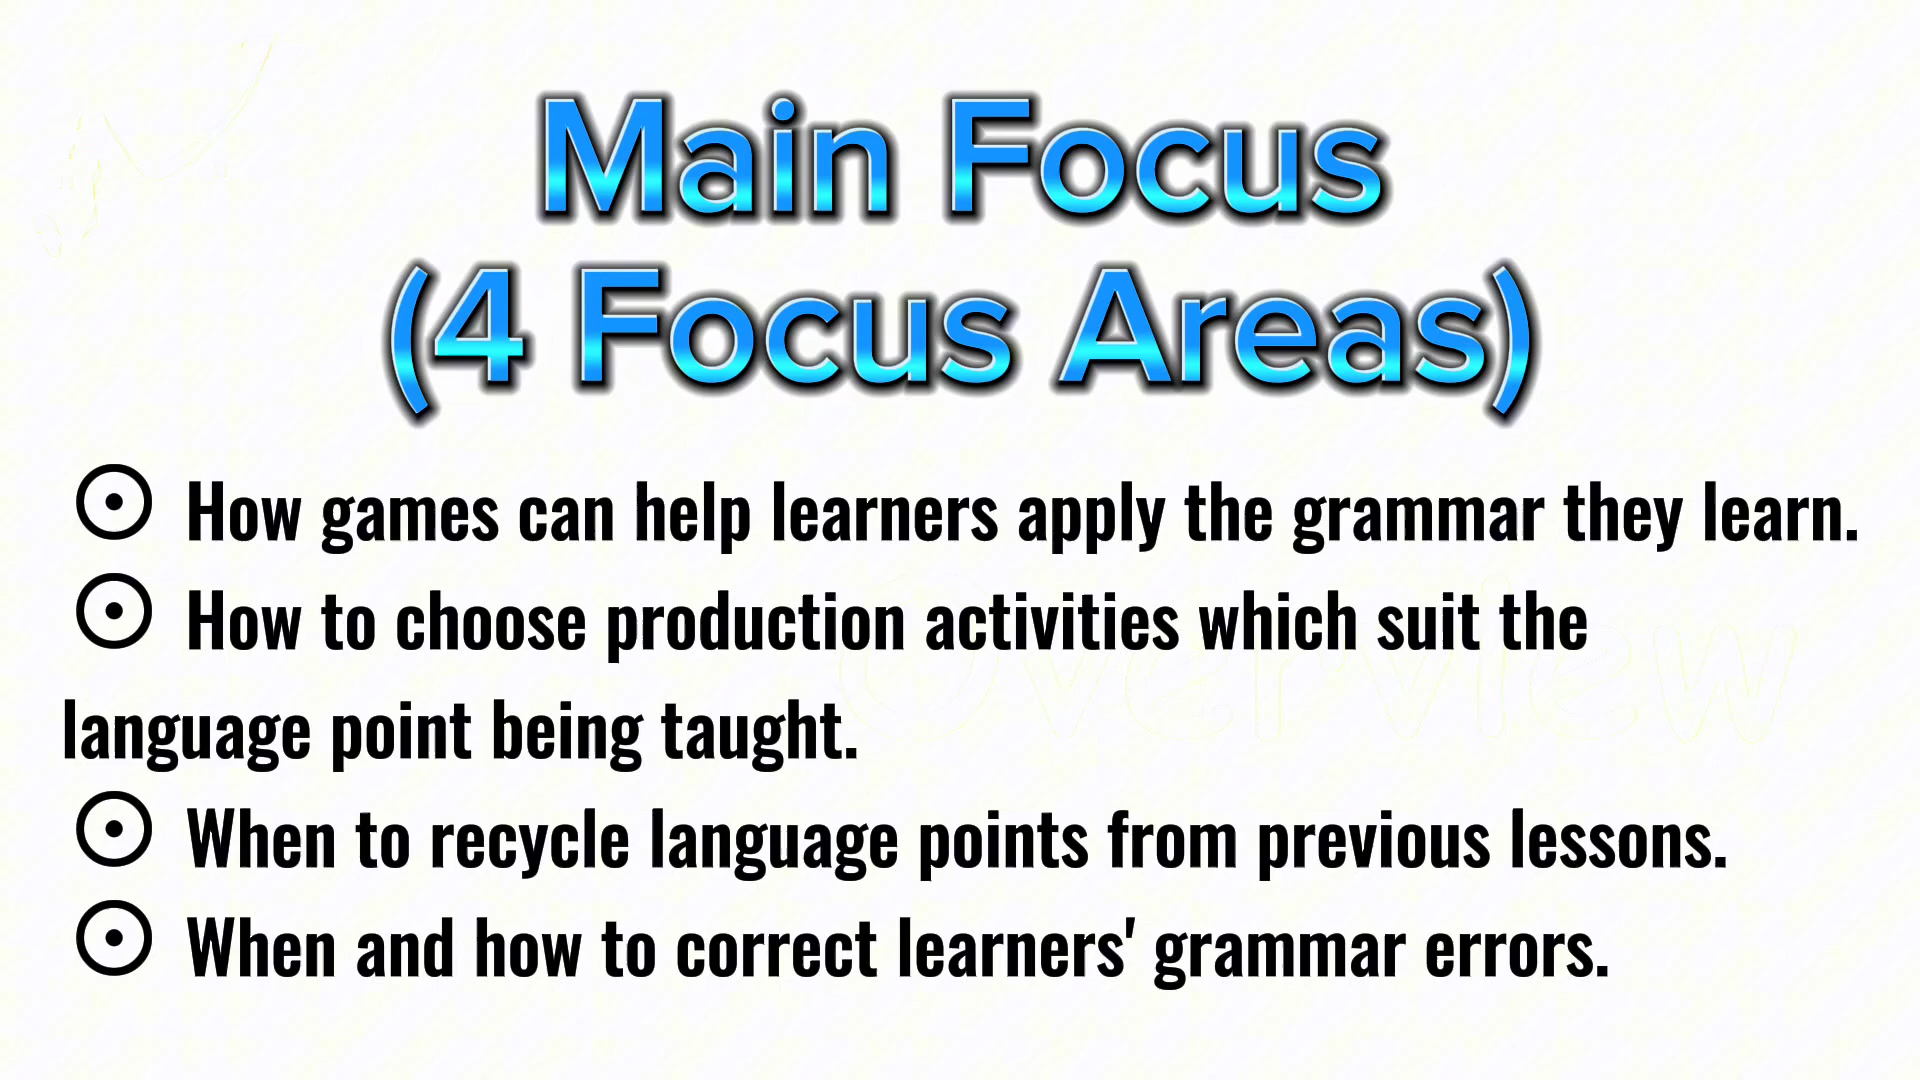 Main Focus
(4 Focus Areas)
⊙ How games can help learners apply the grammar they learn.
⊙ How to choose production activities which suit the
language point being taught.
⊙ When to recycle language points from previous lessons.
⊙ When and how to correct learners' grammar errors.
Overview